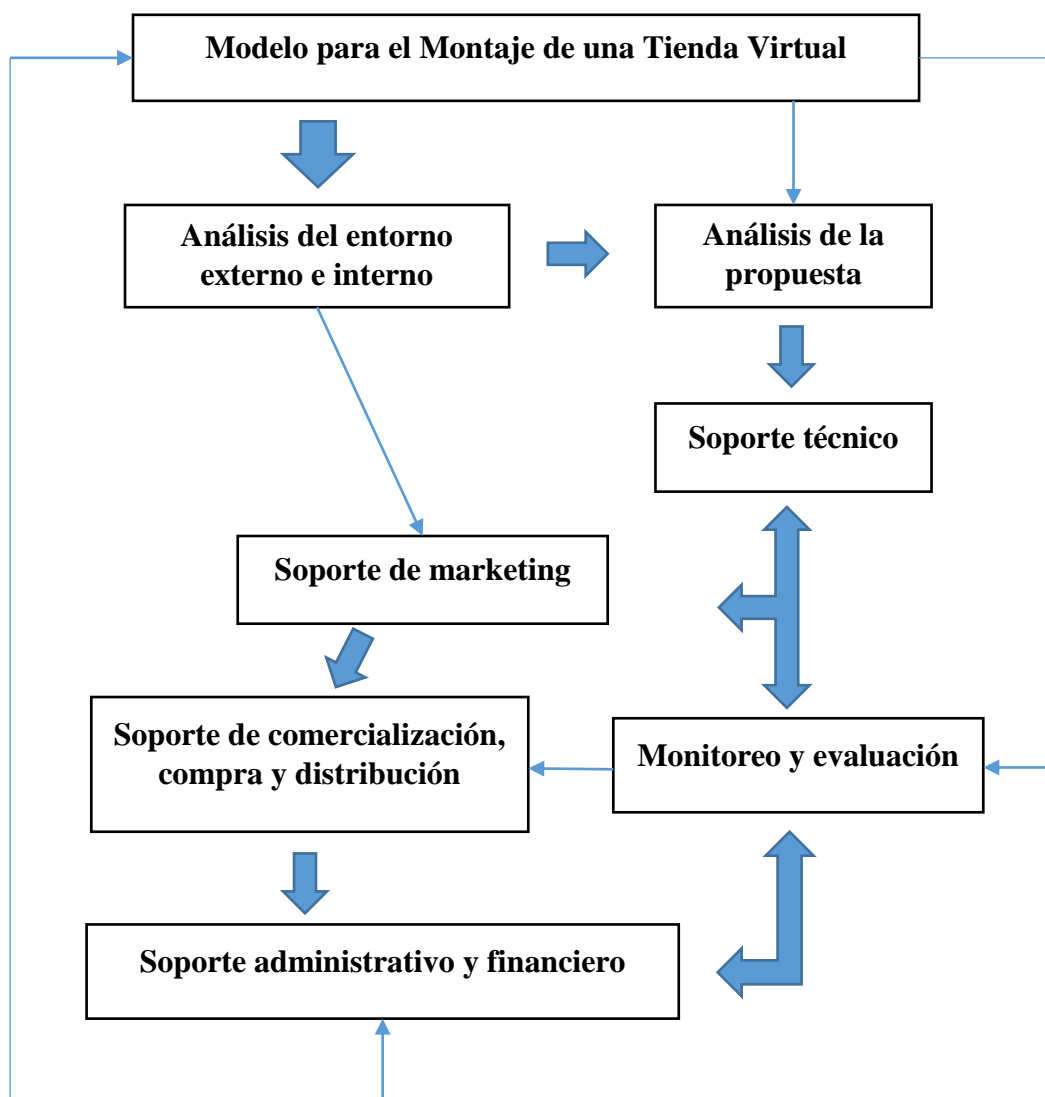 Modelo para el Montaje de una Tienda Virtual
Análisis del entorno
externo e interno
Análisis de la
propuesta
Soporte técnico
Soporte de marketing
Soporte de comercialización,
compra y distribución
Monitoreo y evaluación
Soporte administrativo y financiero